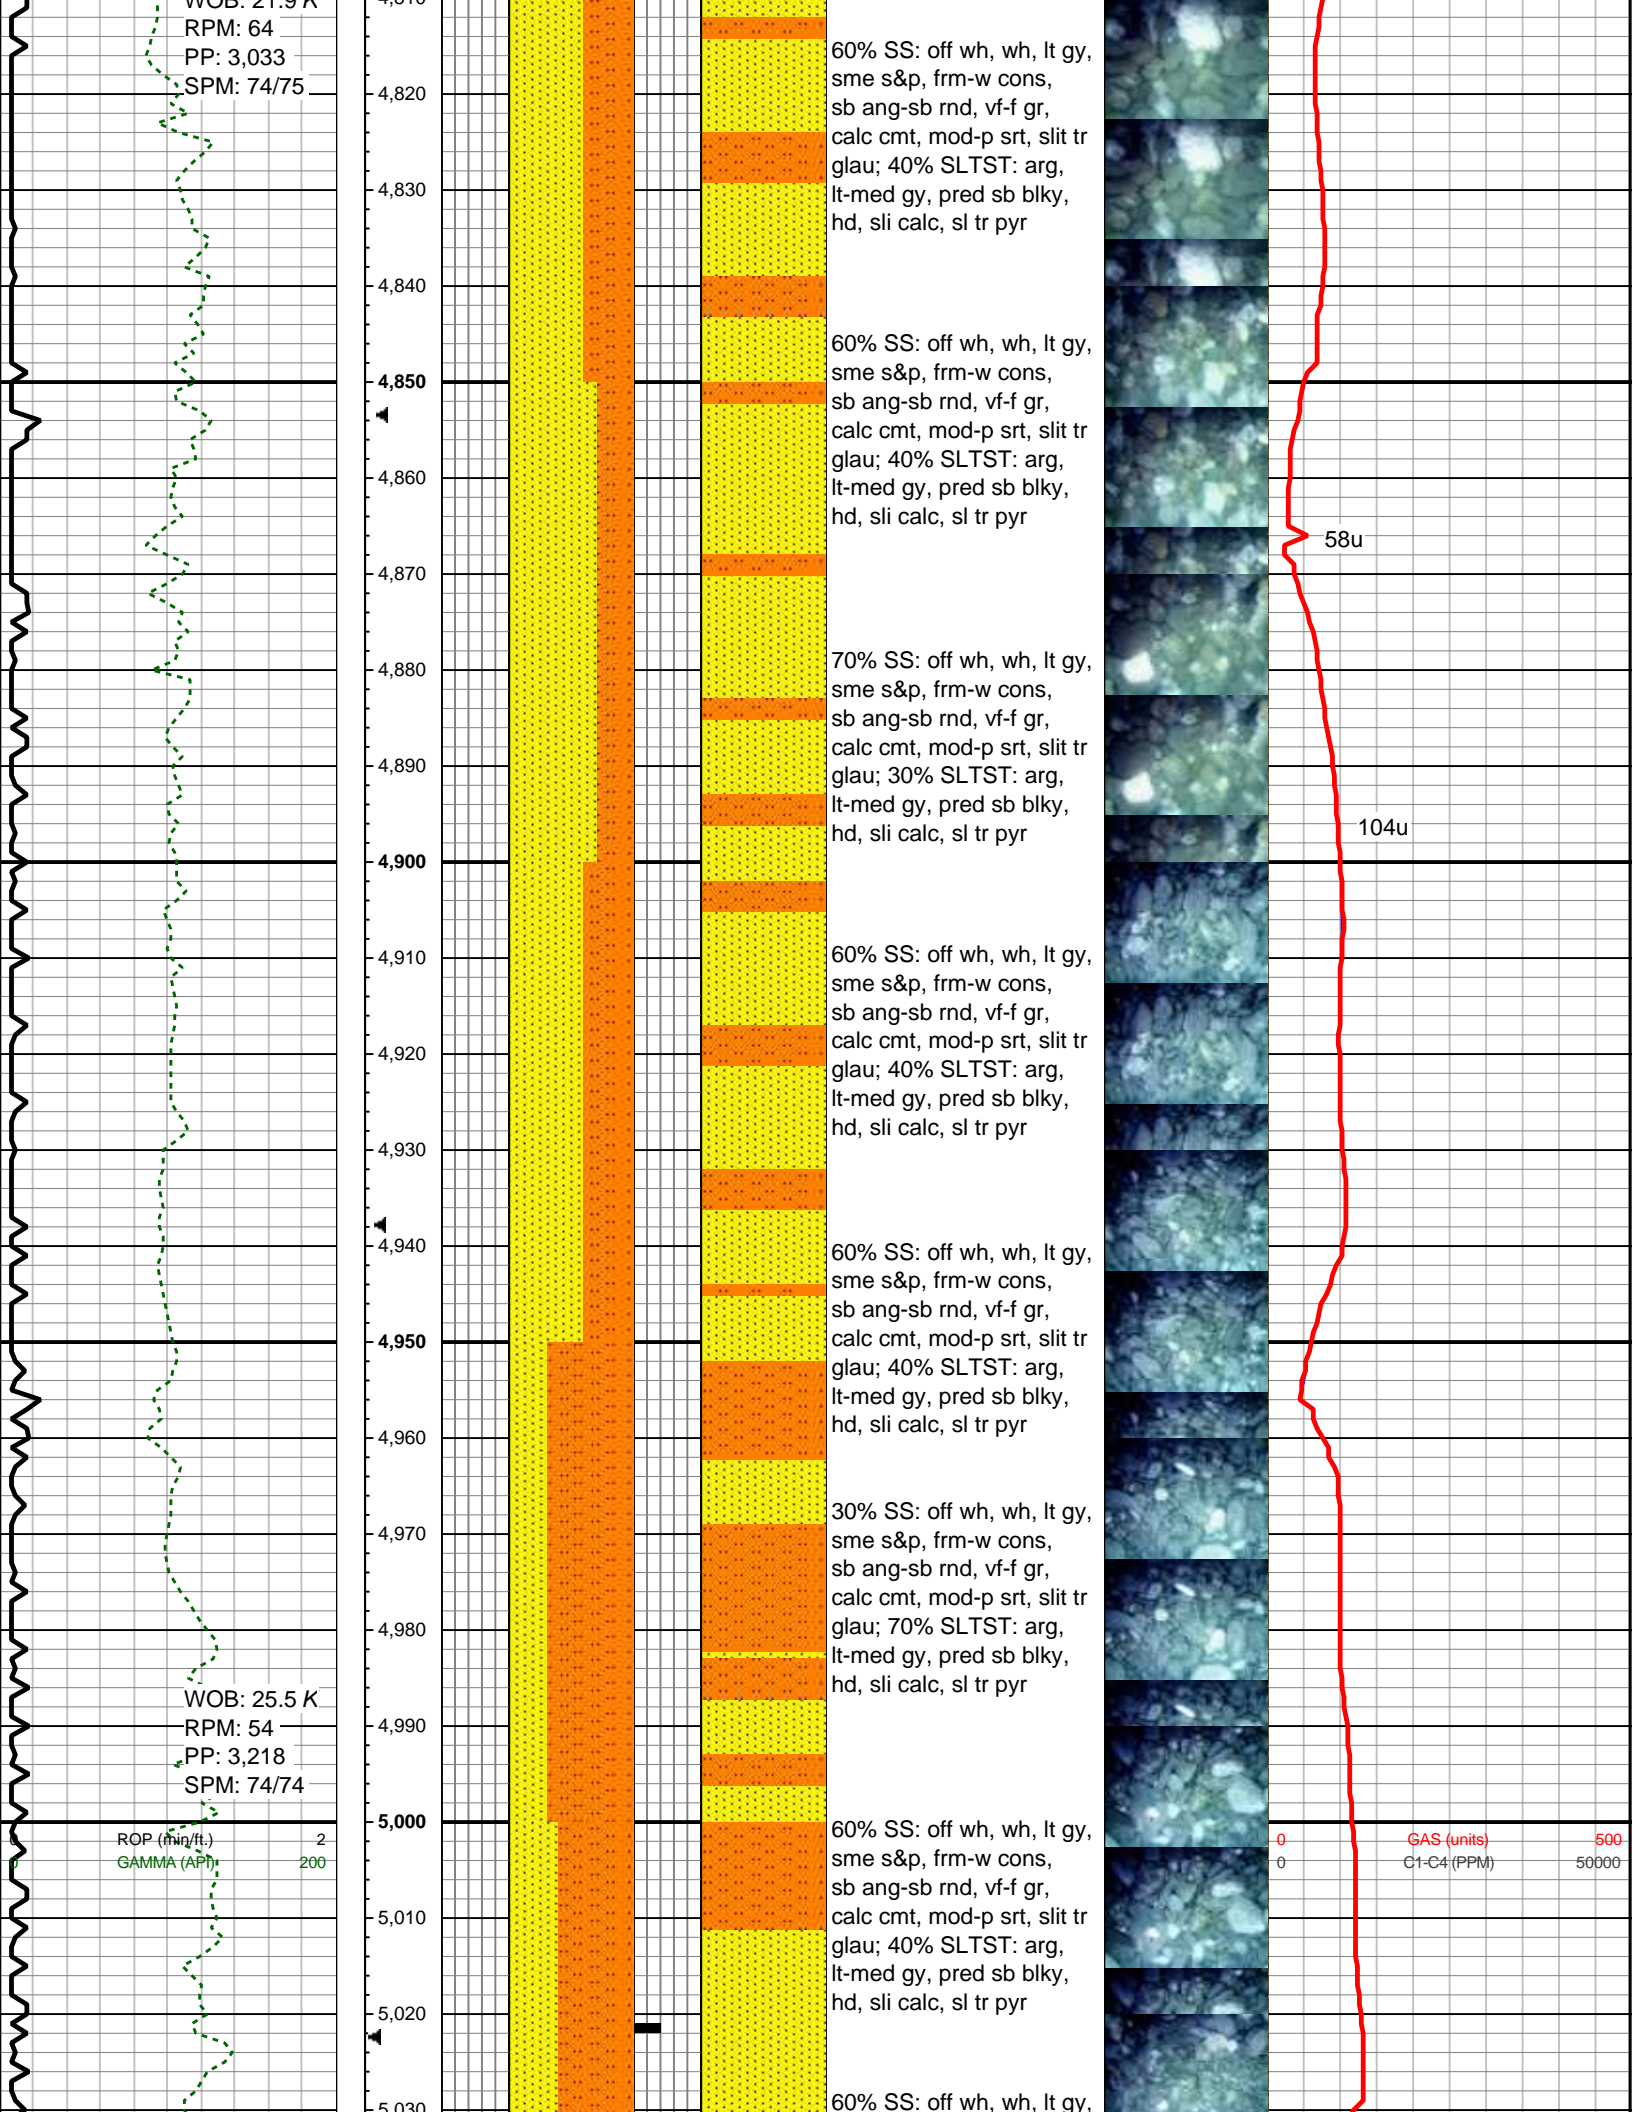 WOB: 21.9 K
RPM: 64
PP: 3,033
SPM: 74/75
4,810
4,820
4,830
4,840
4,850
4,860
4,870
4,880
4,890
4,900
4,910
4,920
4,930
4,940
4,950
4,960
4,970
4,980
4,990
5,000
5,010
5,020
5,030
60% SS: off wh, wh, lt gy,
sme s&p, frm-w cons,
sb ang-sb rnd, vf-f gr,
calc cmt, mod-p srt, slit tr
glau; 40% SLTST: arg,
lt-med gy, pred sb blky,
hd, sli calc, sl tr pyr
60% SS: off wh, wh, lt gy,
sme s&p, frm-w cons,
sb ang-sb rnd, vf-f gr,
calc cmt, mod-p srt, slit tr
glau; 40% SLTST: arg,
lt-med gy, pred sb blky,
hd, sli calc, sl tr pyr
70% SS: off wh, wh, lt gy,
sme s&p, frm-w cons,
sb ang-sb rnd, vf-f gr,
calc cmt, mod-p srt, slit tr
glau; 30% SLTST: arg,
lt-med gy, pred sb blky,
hd, sli calc, sl tr pyr
60% SS: off wh, wh, lt gy,
sme s&p, frm-w cons,
sb ang-sb rnd, vf-f gr,
calc cmt, mod-p srt, slit tr
glau; 40% SLTST: arg,
lt-med gy, pred sb blky,
hd, sli calc, sl tr pyr
60% SS: off wh, wh, lt gy,
sme s&p, frm-w cons,
sb ang-sb rnd, vf-f gr,
calc cmt, mod-p srt, slit tr
glau; 40% SLTST: arg,
lt-med gy, pred sb blky,
hd, sli calc, sl tr pyr
30% SS: off wh, wh, lt gy,
sme s&p, frm-w cons,
sb ang-sb rnd, vf-f gr,
calc cmt, mod-p srt, slit tr
glau; 70% SLTST: arg,
lt-med gy, pred sb blky,
hd, sli calc, sl tr pyr
60% SS: off wh, wh, lt gy,
sme s&p, frm-w cons,
sb ang-sb rnd, vf-f gr,
calc cmt, mod-p srt, slit tr
glau; 40% SLTST: arg,
lt-med gy, pred sb blky,
hd, sli calc, sl tr pyr
60% SS: off wh, wh, lt gy,
58u
104u
WOB: 25.5 K
RPM: 54
PP: 3,218
SPM: 74/74
0 ROP (min/ft.) 2
0 GAMMA (API) 200
0 GAS (units) 500
0 C1-C4 (PPM) 50000